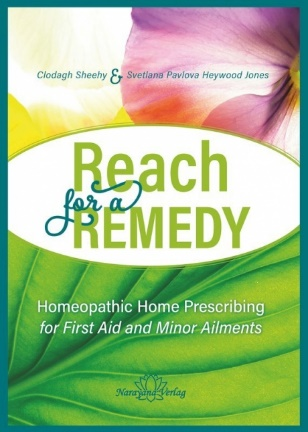 Clodagh Sheehy & Svetlana Pavlova Heywood Jones
Reach
for a
REMEDY
Homeopathic Home Prescribing
for First Aid and Minor Ailments
Narayana Verlag